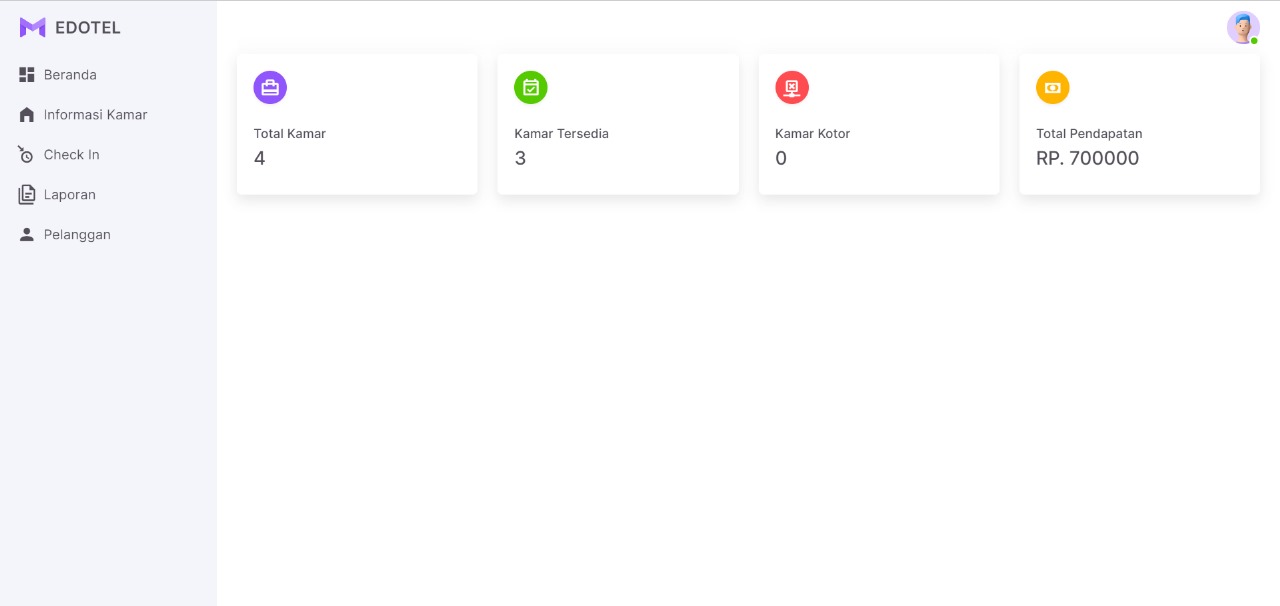 EDOTEL
Beranda
Informasi Kamar
Check In
Laporan
Pelanggan
Total Kamar
4
Kamar Tersedia
3
Kamar Kotor
0
Total Pendapatan
RP. 700000